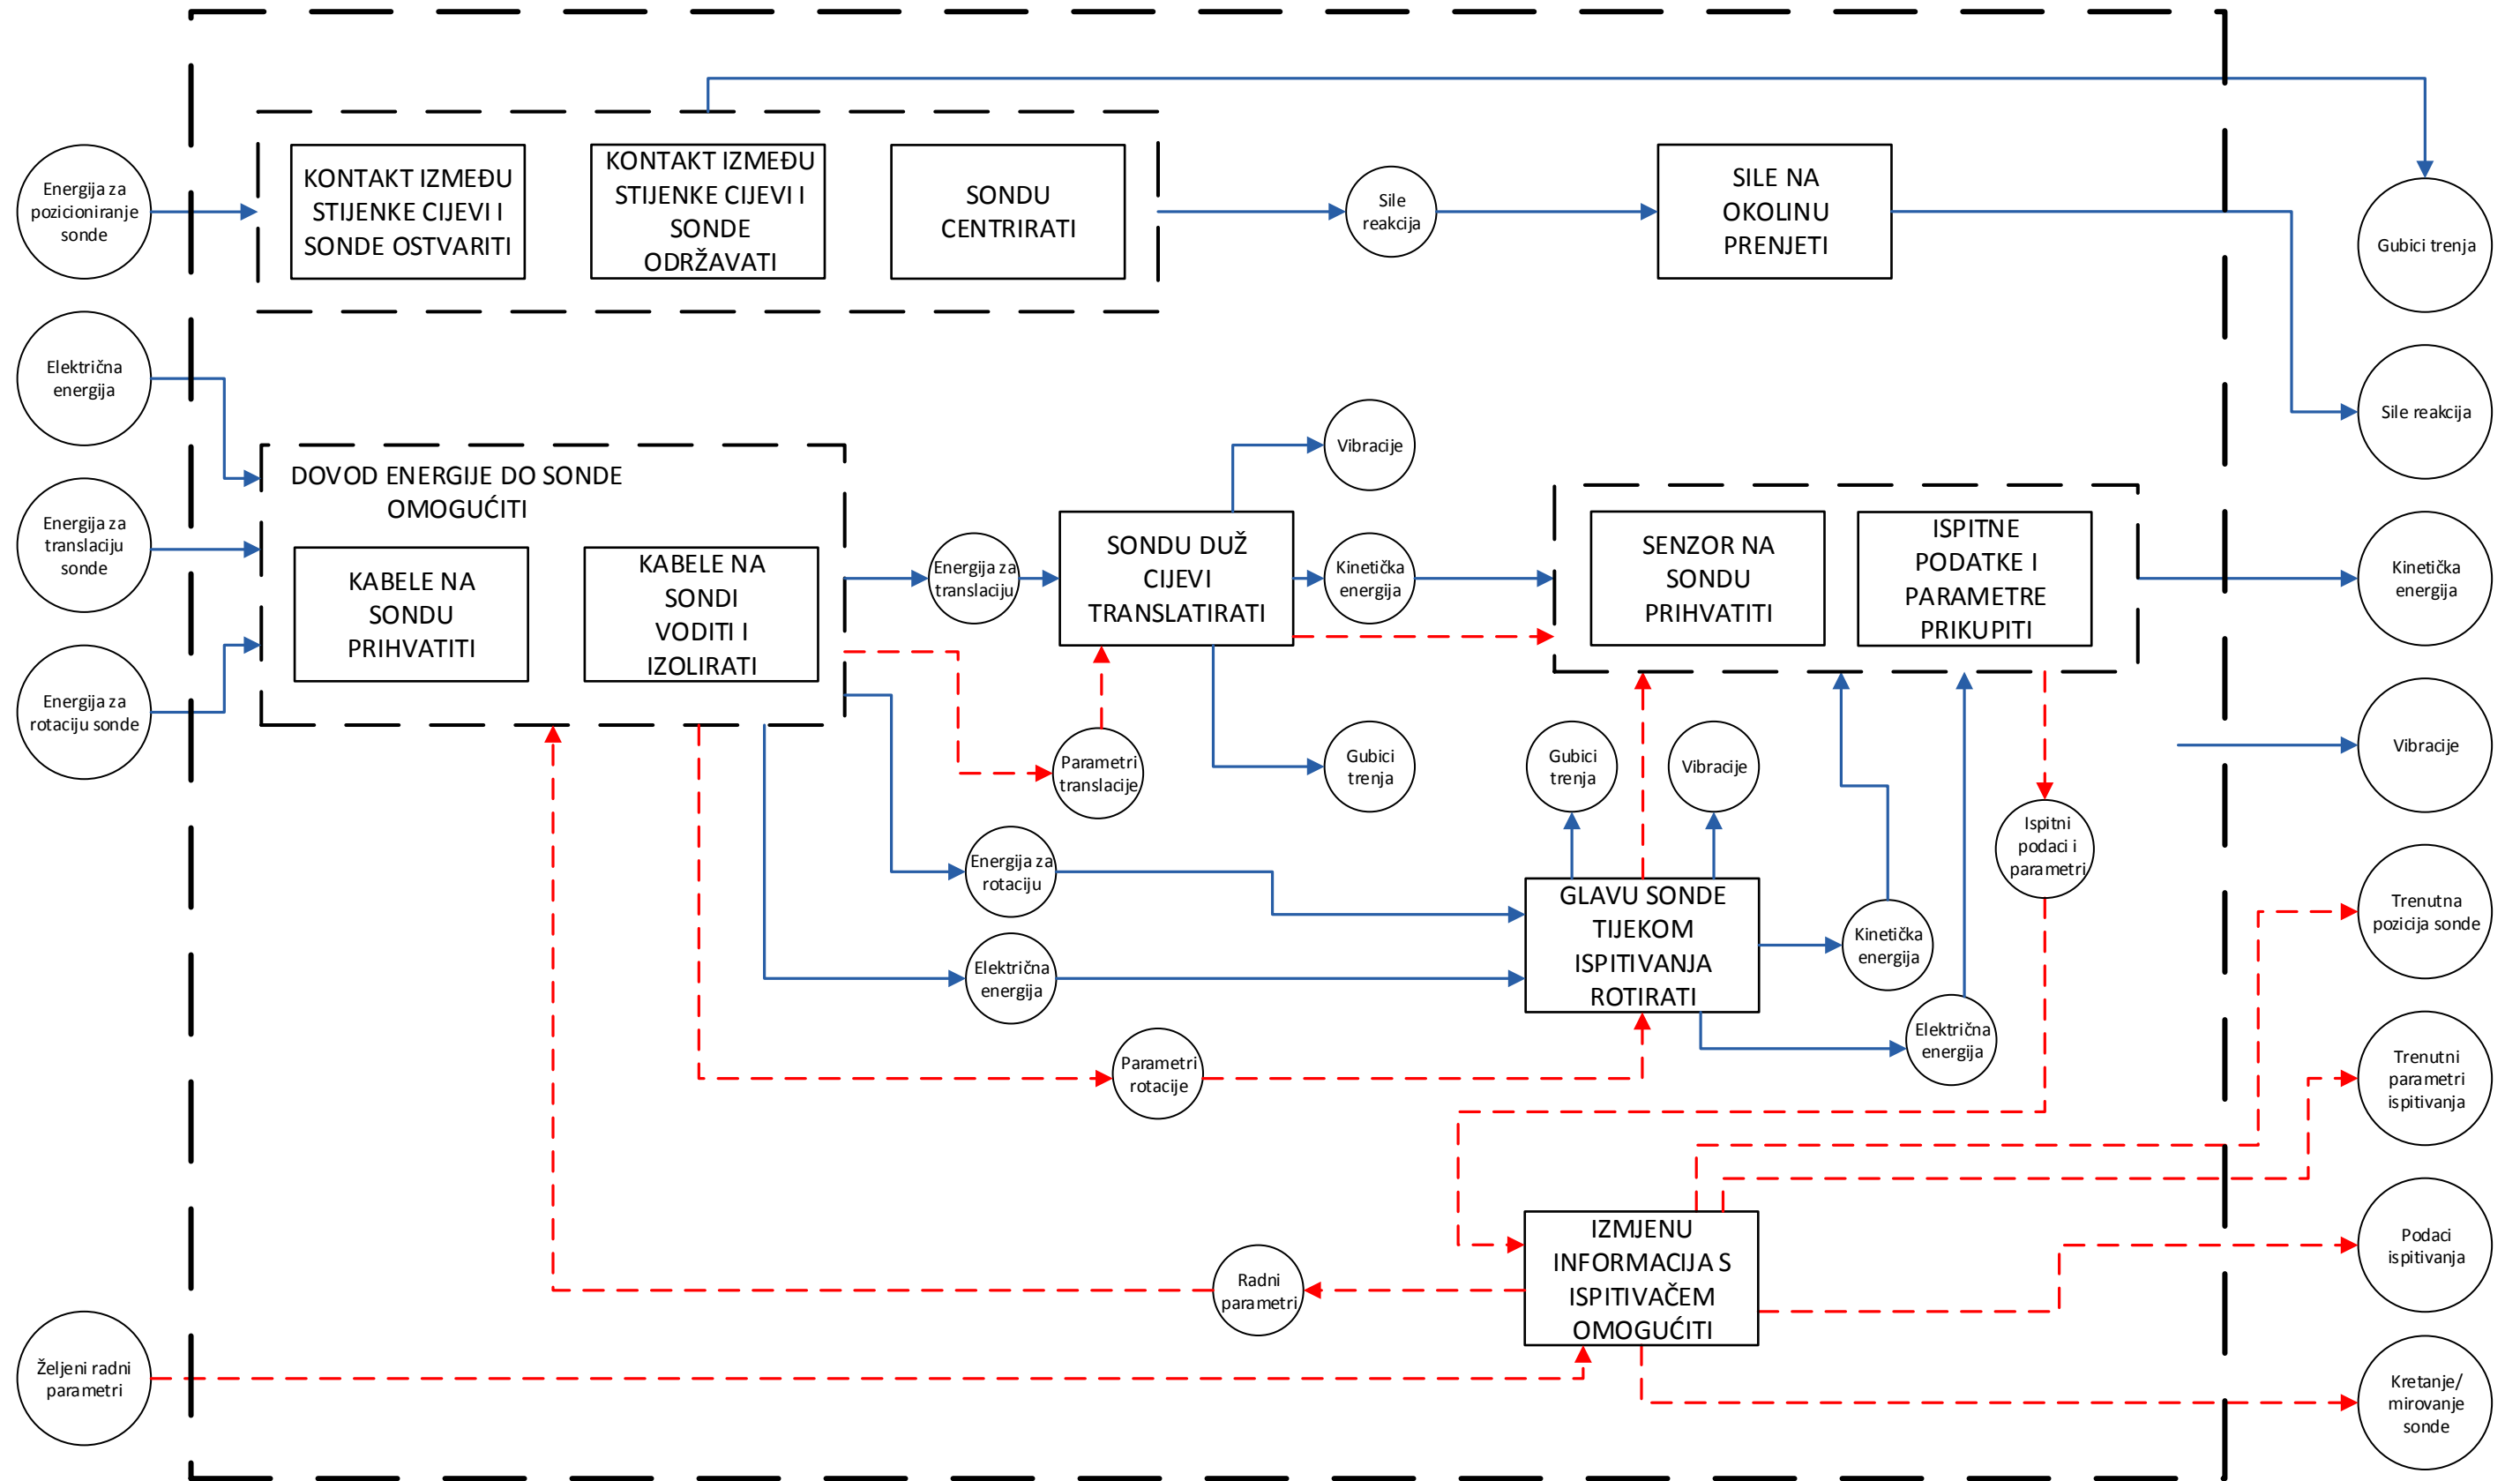 Energija za
pozicioniranje
sonde
KONTAKT IZMEĐU
STIJENKE CIJEVI I
SONDE OSTVARITI
KONTAKT IZMEĐU
STIJENKE CIJEVI I
SONDE
ODRŽAVATI
SONDU
CENTRIRATI
Sile
reakcija
SILE NA
OKOLINU
PRENJETI
Gubici trenja
Električna
energija
Sile reakcija
Energija za
translaciju
sonde
Energija za
rotaciju sonde
DOVOD ENERGIJE DO SONDE
OMOGUĆITI
KABELE NA
SONDU
PRIHVATITI
KABELE NA
SONDI
VODITI I
IZOLIRATI
Energija za
translaciju
SONDU DUŽ
CIJEVI
TRANSLATIRATI
Vibracije
Kinetička
energija
Gubici
trenja
SENZOR NA
SONDU
PRIHVATITI
ISPITNE
PODATKE I
PARAMETRE
PRIKUPITI
Kinetička
energija
Vibracije
Parametri
translacije
Gubici
trenja
Vibracije
Ispitni
podaci i
parametri
Energija za
rotaciju
Električna
energija
GLAVU SONDE
TIJEKOM
ISPITIVANJA
ROTIRATI
Kinetička
energija
Električna
energija
Trenutna
pozicija sonde
Parametri
rotacije
Trenutni
parametri
ispitivanja
IZMJENU
INFORMACIJA S
ISPITIVAČEM
OMOGUĆITI
Radni
parametri
Podaci
ispitivanja
Željeni radni
parametri
Kretanje/
mirovanje
sonde